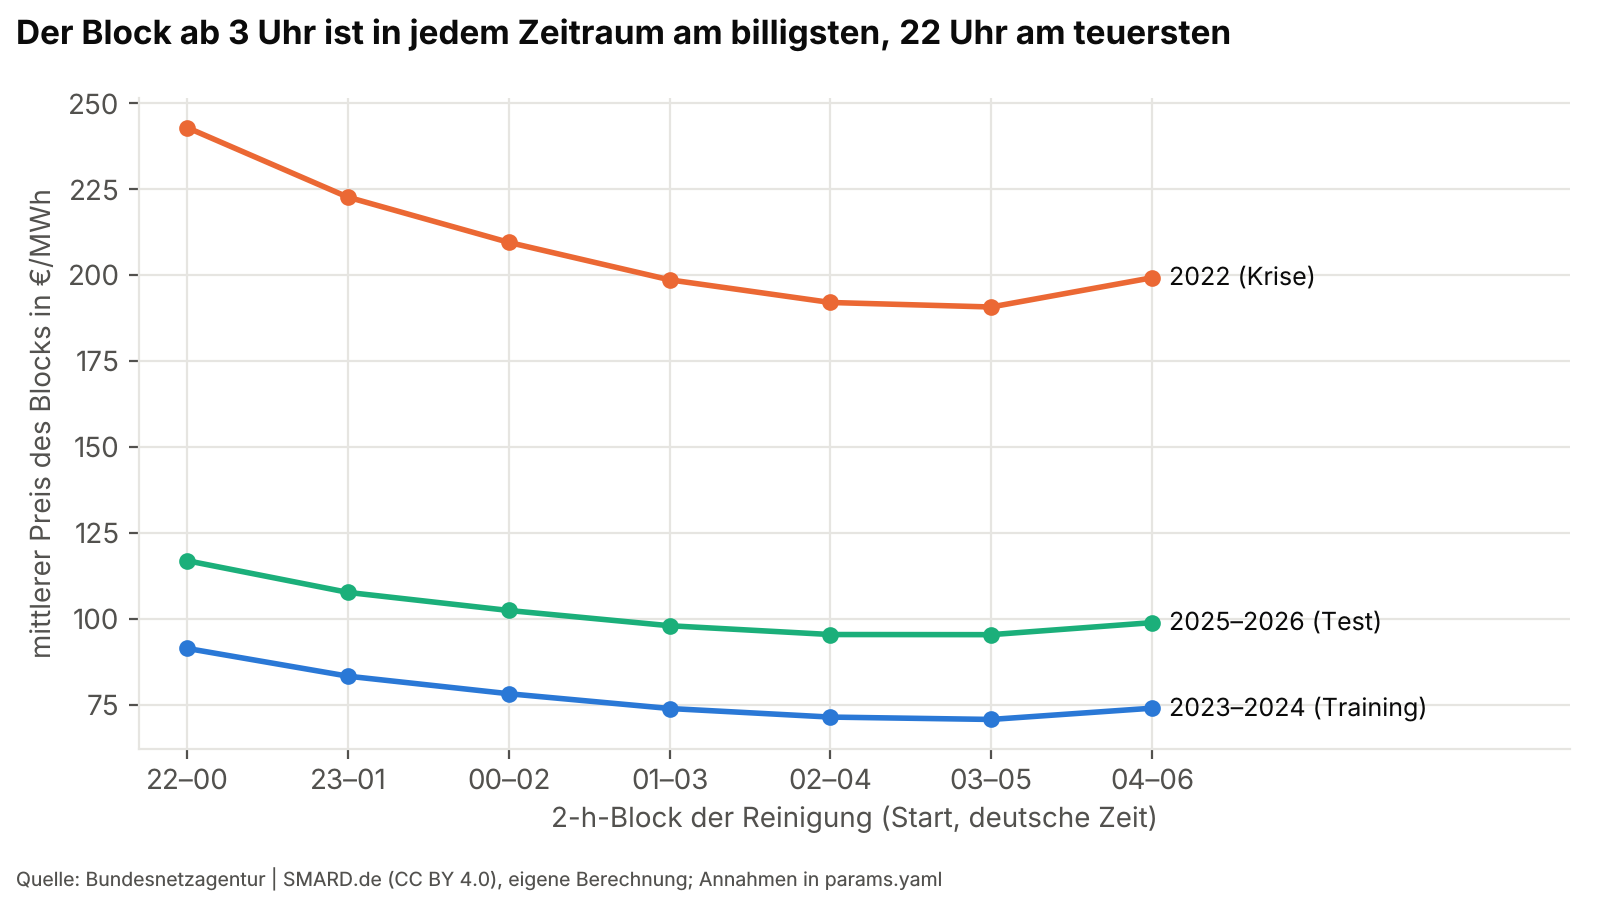 Der Block ab 3 Uhr ist in jedem Zeitraum am billigsten, 22 Uhr am teuersten
mittlerer Preis des Blocks in €/MWh
250
225
200
175
150
125
100
75
2022 (Krise)
2025–2026 (Test)
2023–2024 (Training)
22–00 23–01 00–02 01–03 02–04 03–05 04–06
2-h-Block der Reinigung (Start, deutsche Zeit)
Quelle: Bundesnetzagentur | SMARD.de (CC BY 4.0), eigene Berechnung; Annahmen in params.yaml